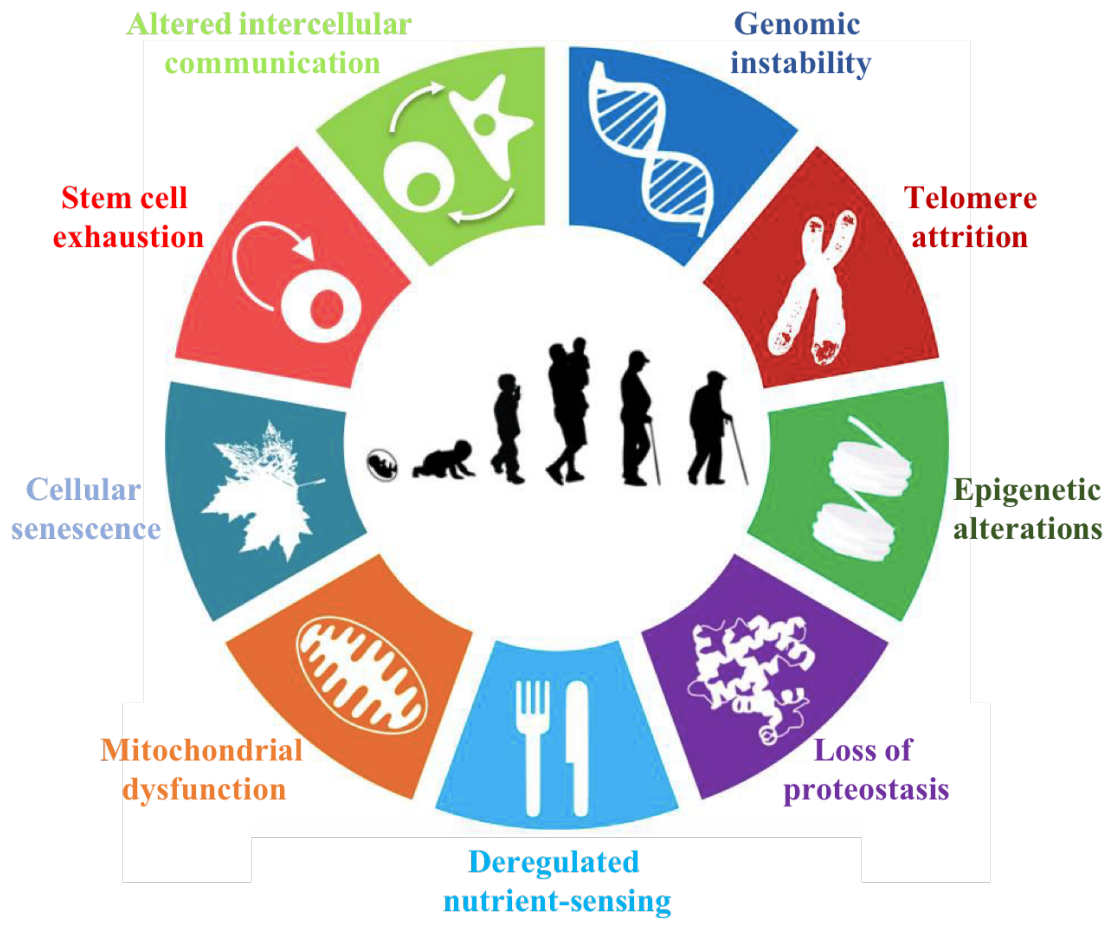 Altered intercellular
communication
Genomic
instability
Telomere
attrition
Epigenetic
alterations
Loss of
proteostasis
Deregulated
nutrient-sensing
Mitochondrial
dysfunction
Cellular
senescence
Stem cell
exhaustion